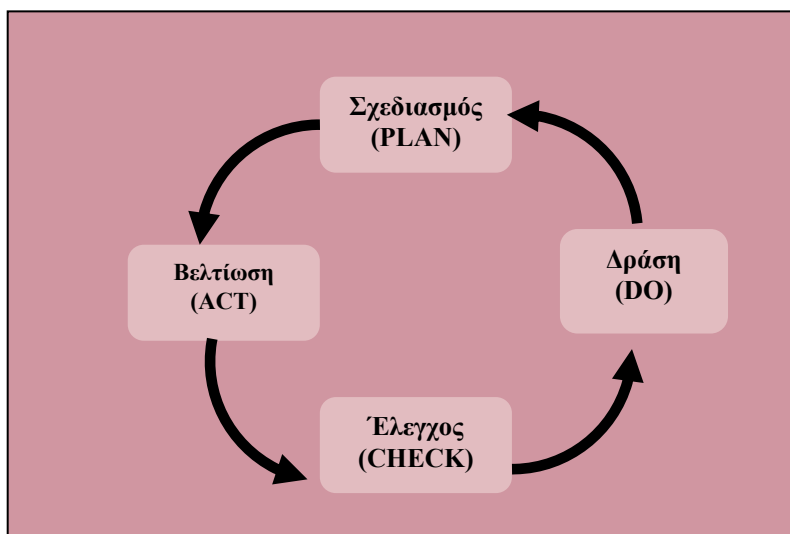 Σχεδιασμός
(PLAN)
Βελτίωση
(ACT)
Δράση
(DO)
Έλεγχος
(CHECK)